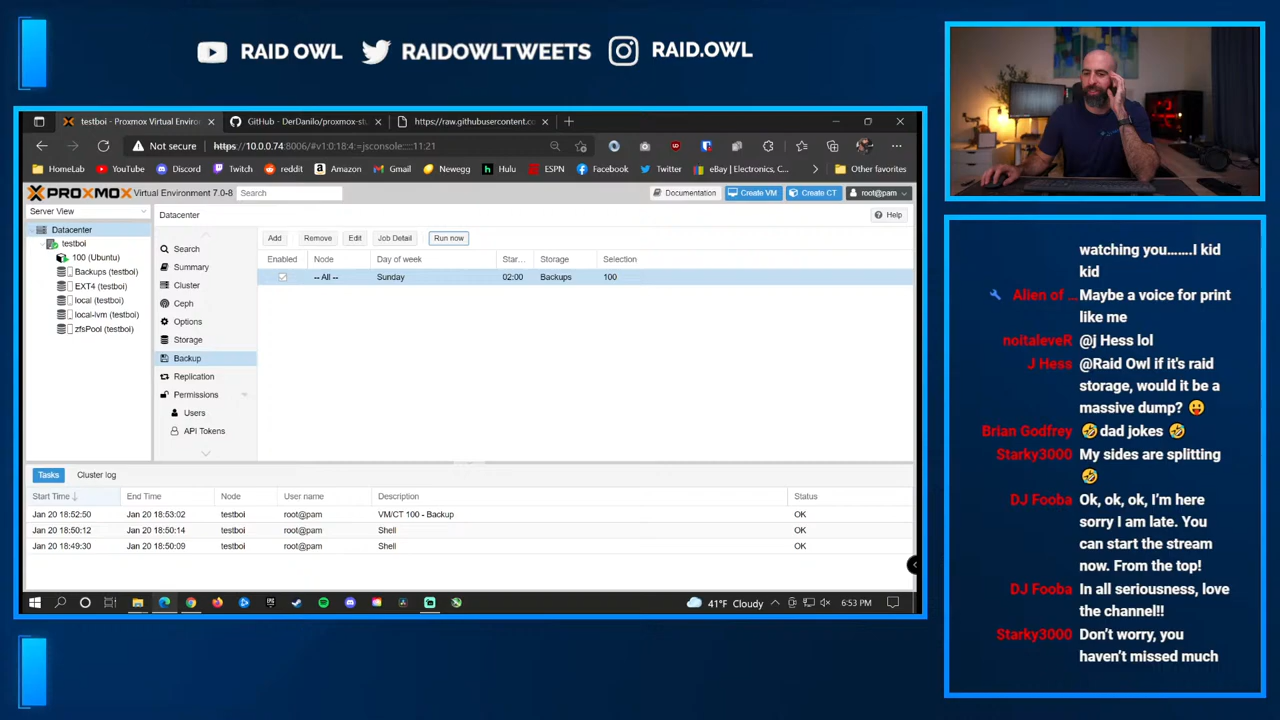 RAID OWL
RAIDOWLTWEETS
RAID.OWL
testboi - Proxmox Virtual Enviror
GitHub - DerDanilo/proxmox-stu
https://raw.githubusercontent.co
Not secure
https://10.0.0.74:8006/#v1:0:18:4:=jsconsole::::11:21
HomeLab
YouTube
Discord
Twitch
Reddit
Amazon
Gmail
Newegg
Hulu
ESPN
Facebook
Twitter
eBay | Electronics,...
Other favorites
PROXMOX
Virtual Environment 7.0-8
Search
Documentation
Create VM
Create CT
root@pam
Server View
Datacenter
testboi
100 (Ubuntu)
Backups (testboi)
EXT4 (testboi)
local (testboi)
local-lvm (testboi)
zfsPool (testboi)
Datacenter
Help
Search
Summary
Cluster
Ceph
Options
Storage
Backup
Replication
Permissions
Users
API Tokens
Add
Remove
Edit
Job Detail
Run now
Enabled
Node
Day of week
Star...
Storage
Selection
-- All --
Sunday
02:00
Backups
100
Tasks
Cluster log
Start Time
End Time
Node
User name
Description
Status
Jan 20 18:52:50
Jan 20 18:53:02
testboi
root@pam
VM/CT 100 - Backup
OK
Jan 20 18:50:12
Jan 20 18:50:14
testboi
root@pam
Shell
OK
Jan 20 18:49:30
Jan 20 18:50:09
testboi
root@pam
Shell
OK
41°F Cloudy
6:53 PM
watching you.......I kid
kid
Alien of ... Maybe a voice for print
like me
noitaleveR @j Hess lol
J Hess @Raid Owl if it's raid
storage, would it be a
massive dump? 😛
Brian Godfrey 🤣 dad jokes 🤣
Starky3000 My sides are splitting
🤣
DJ Fooba Ok, ok, ok, I'm here
sorry I am late. You
can start the stream
now. From the top!
DJ Fooba In all seriousness, love
the channel!!
Starky3000 Don't worry, you
haven't missed much